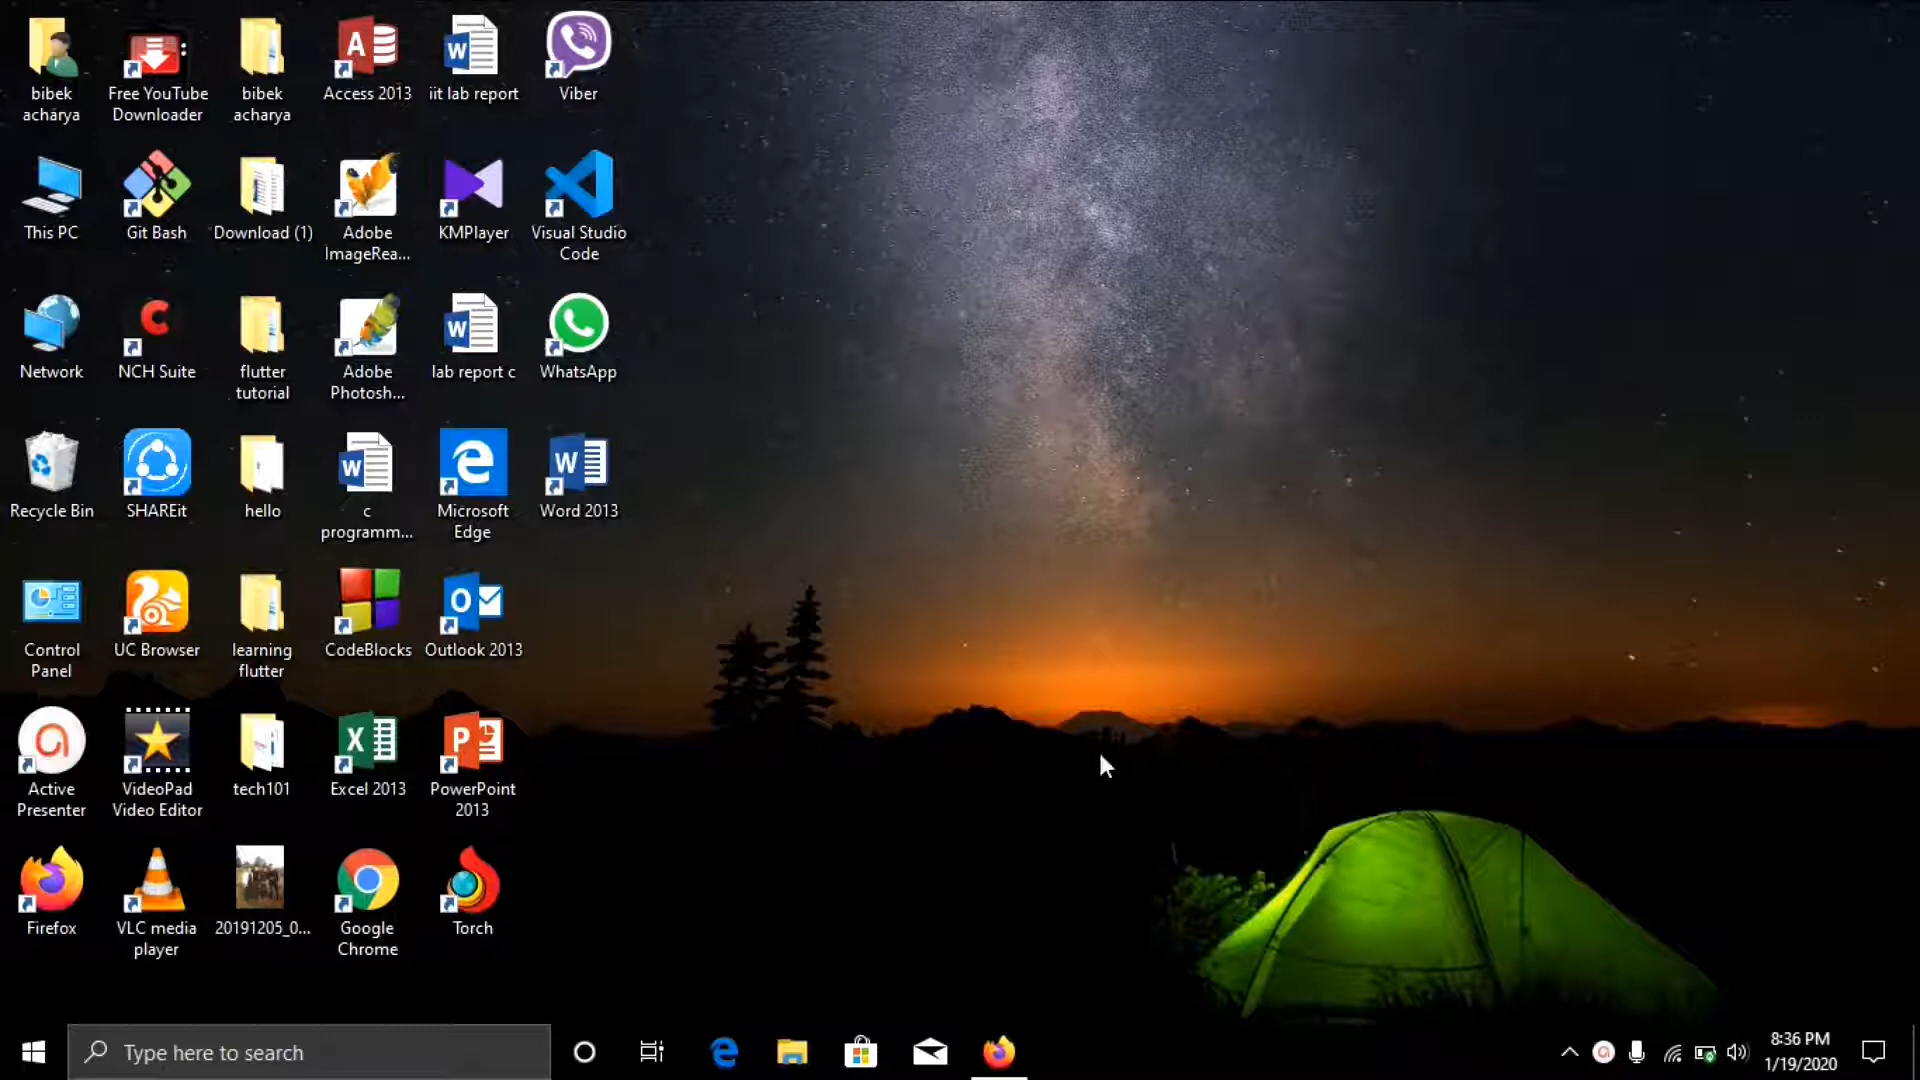 bibek
acharya
Free YouTube
Downloader
bibek
acharya
Access 2013
iit lab report
Viber
This PC
Git Bash
Download (1)
Adobe
ImageRea...
KMPlayer
Visual Studio
Code
Network
NCH Suite
flutter
tutorial
Adobe
Photosh...
lab report c
WhatsApp
Recycle Bin
SHAREit
hello
c
programm...
Microsoft
Edge
Word 2013
Control
Panel
UC Browser
learning
flutter
CodeBlocks
Outlook 2013
Active
Presenter
VideoPad
Video Editor
tech101
Excel 2013
PowerPoint
2013
Firefox
VLC media
player
20191205_0...
Google
Chrome
Torch
Type here to search
8:36 PM
1/19/2020